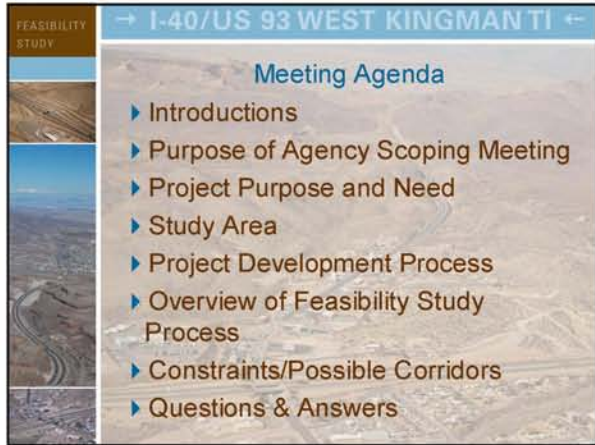 FEASIBILITY
STUDY
→ I-40/US 93 WEST KINGMAN TI ←
Meeting Agenda
Introductions
Purpose of Agency Scoping Meeting
Project Purpose and Need
Study Area
Project Development Process
Overview of Feasibility Study
Process
Constraints/Possible Corridors
Questions & Answers